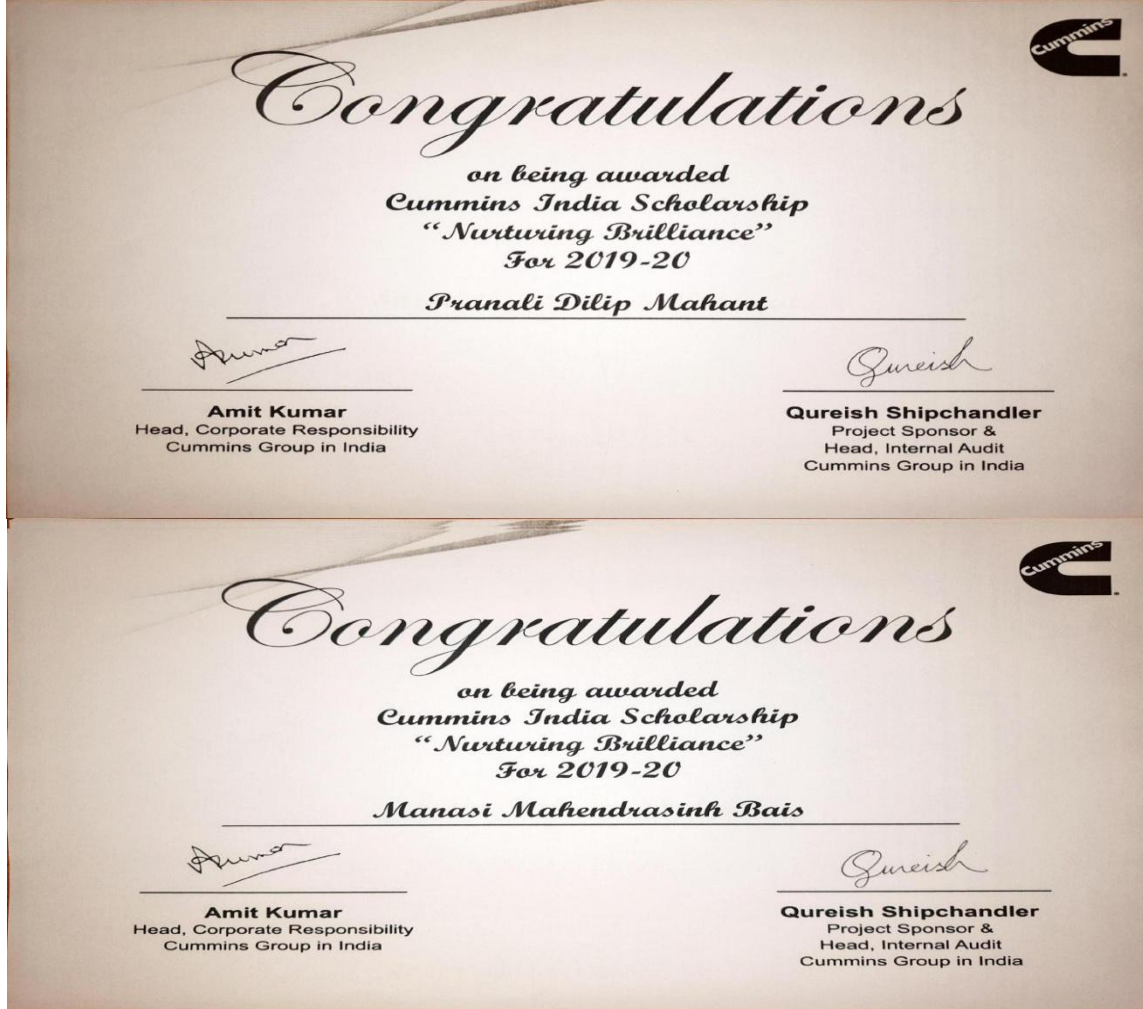 Cummins
Congratulations
on being awarded
Cummins India Scholarship
“Nurturing Brilliance”
For 2019-20
Pranali Dilip Mahant
Qureish
Amit Kumar
Head, Corporate Responsibility
Cummins Group in India
Qureish Shipchandler
Project Sponsor &
Head, Internal Audit
Cummins Group in India
Cummins
Congratulations
on being awarded
Cummins India Scholarship
“Nurturing Brilliance”
For 2019-20
Manasi Mahendrasinh Bais
Qureish
Amit Kumar
Head, Corporate Responsibility
Cummins Group in India
Qureish Shipchandler
Project Sponsor &
Head, Internal Audit
Cummins Group in India